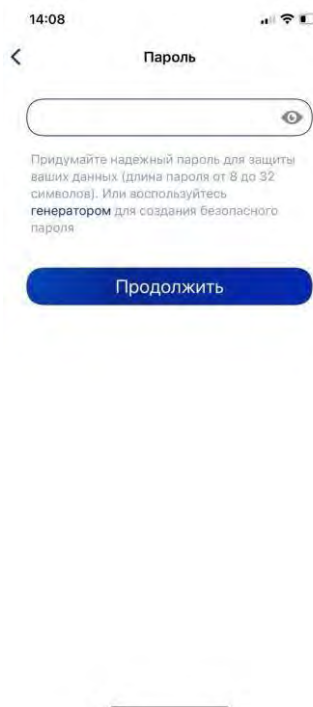 14:08
Пароль
Придумайте надежный пароль для защиты
ваших данных (длина пароля от 8 до 32
символов). Или воспользуйтесь
генератором для создания безопасного
пароля
Продолжить